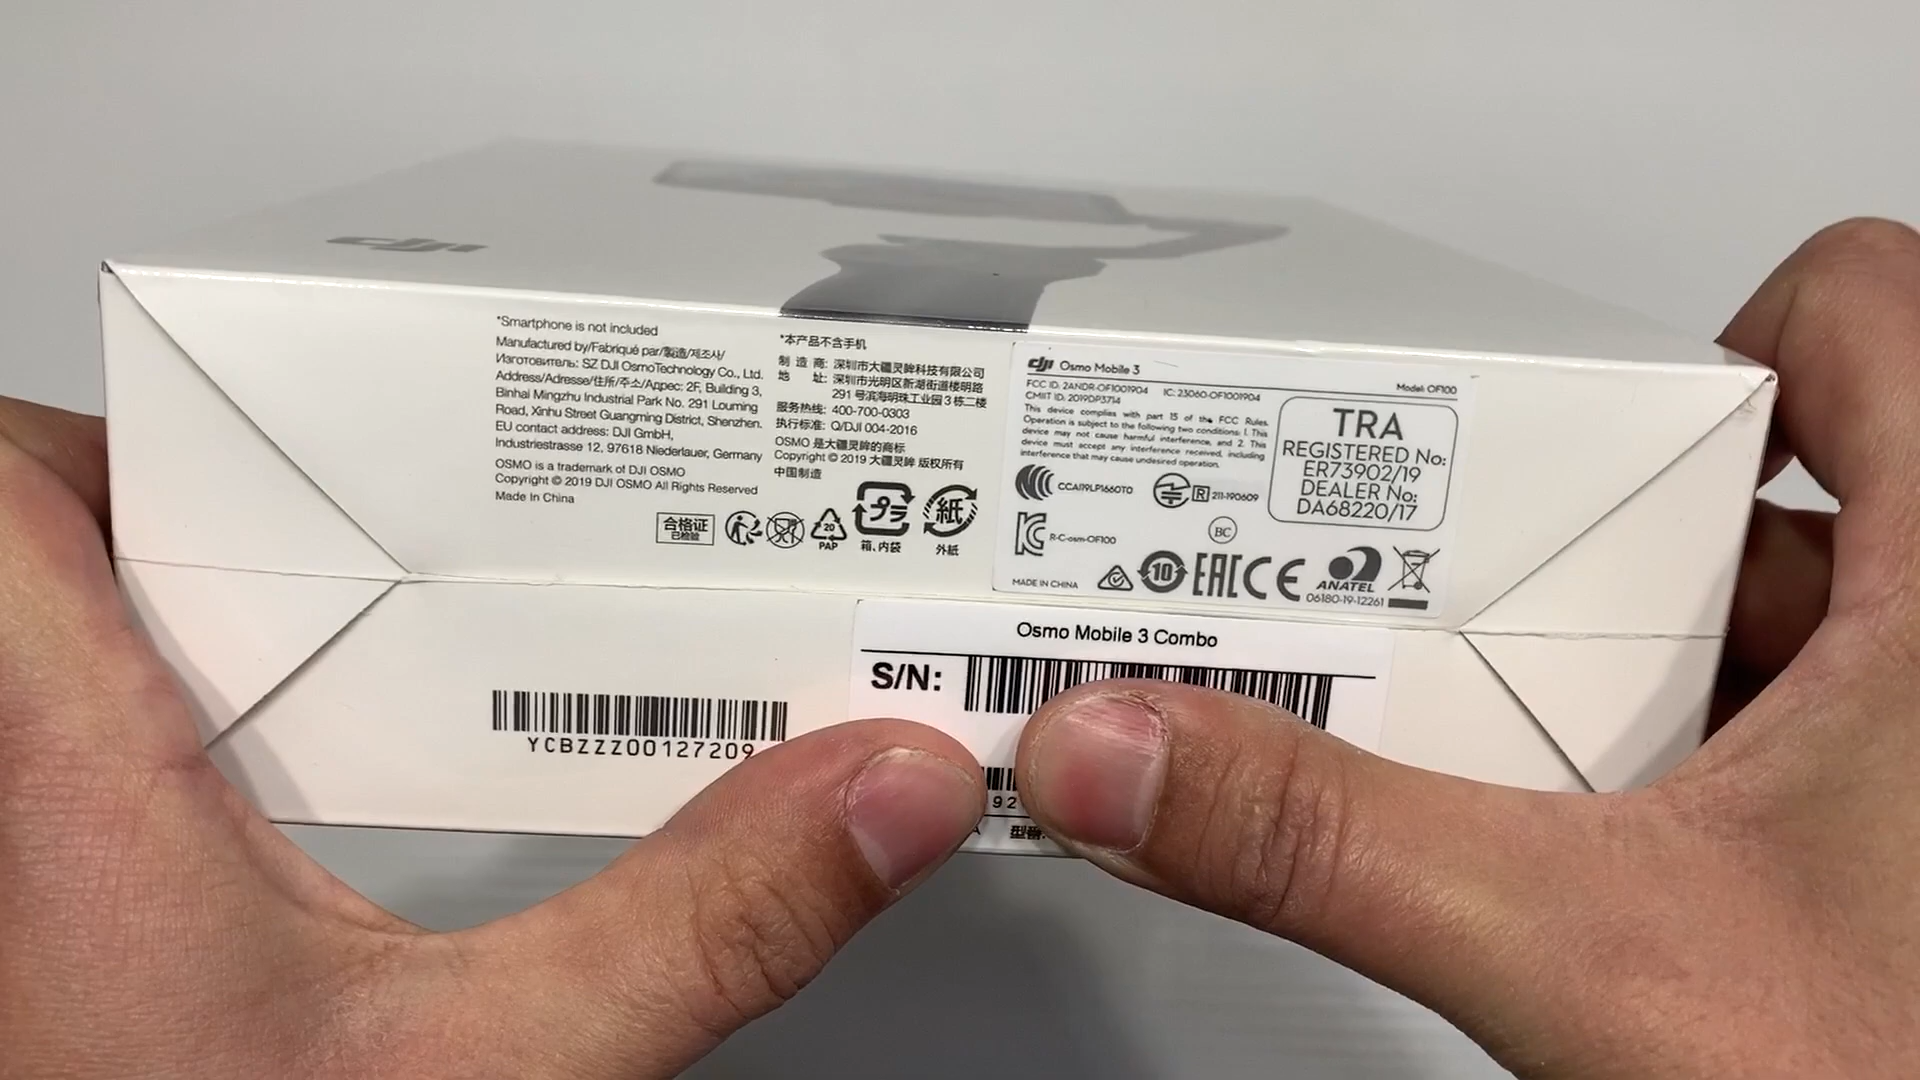 dji
*Smartphone is not included
Manufactured by/Fabriqué par/製造/제조사/
Изготовитель: SZ DJI OsmoTechnology Co., Ltd.
Address/Adresse/住所/주소/Адрес: 2F, Building 3,
Binhai Mingzhu Industrial Park No. 291 Louming
Road, Xinhu Street Guangming District, Shenzhen.
EU contact address: DJI GmbH,
Industriestrasse 12, 97618 Niederlauer, Germany
OSMO is a trademark of DJI OSMO
Copyright © 2019 DJI OSMO All Rights Reserved
Made In China
*本产品不含手机
制 造 商: 深圳市大疆灵眸科技有限公司
地 址: 深圳市光明区新湖街道楼明路
291 号滨海明珠工业园 3 栋二楼
服务热线: 400-700-0303
执行标准: Q/DJI 004-2016
OSMO 是大疆灵眸的商标
Copyright © 2019 大疆灵眸 版权所有
中国制造
合格证
已检验
20
PAP
プラ
箱、内袋
紙
外紙
dji Osmo Mobile 3
Model: OF100
FCC ID: 2ANDR-OF1001904 IC: 23060-OF1001904
CMIIT ID: 2019DP3714
This device complies with part 15 of the FCC Rules.
Operation is subject to the following two conditions: 1. This
device may not cause harmful interference, and 2. This
device must accept any interference received, including
interference that may cause undesired operation.
TRA
REGISTERED No:
ER73902/19
DEALER No:
DA68220/17
CCAI19LP1660T0
R 211-190609
R-C-osm-OF100
BC
MADE IN CHINA
10
EAC
CE
ANATEL
06180-19-12261
Osmo Mobile 3 Combo
S/N:
YCBZZZ00127209
92
型番: